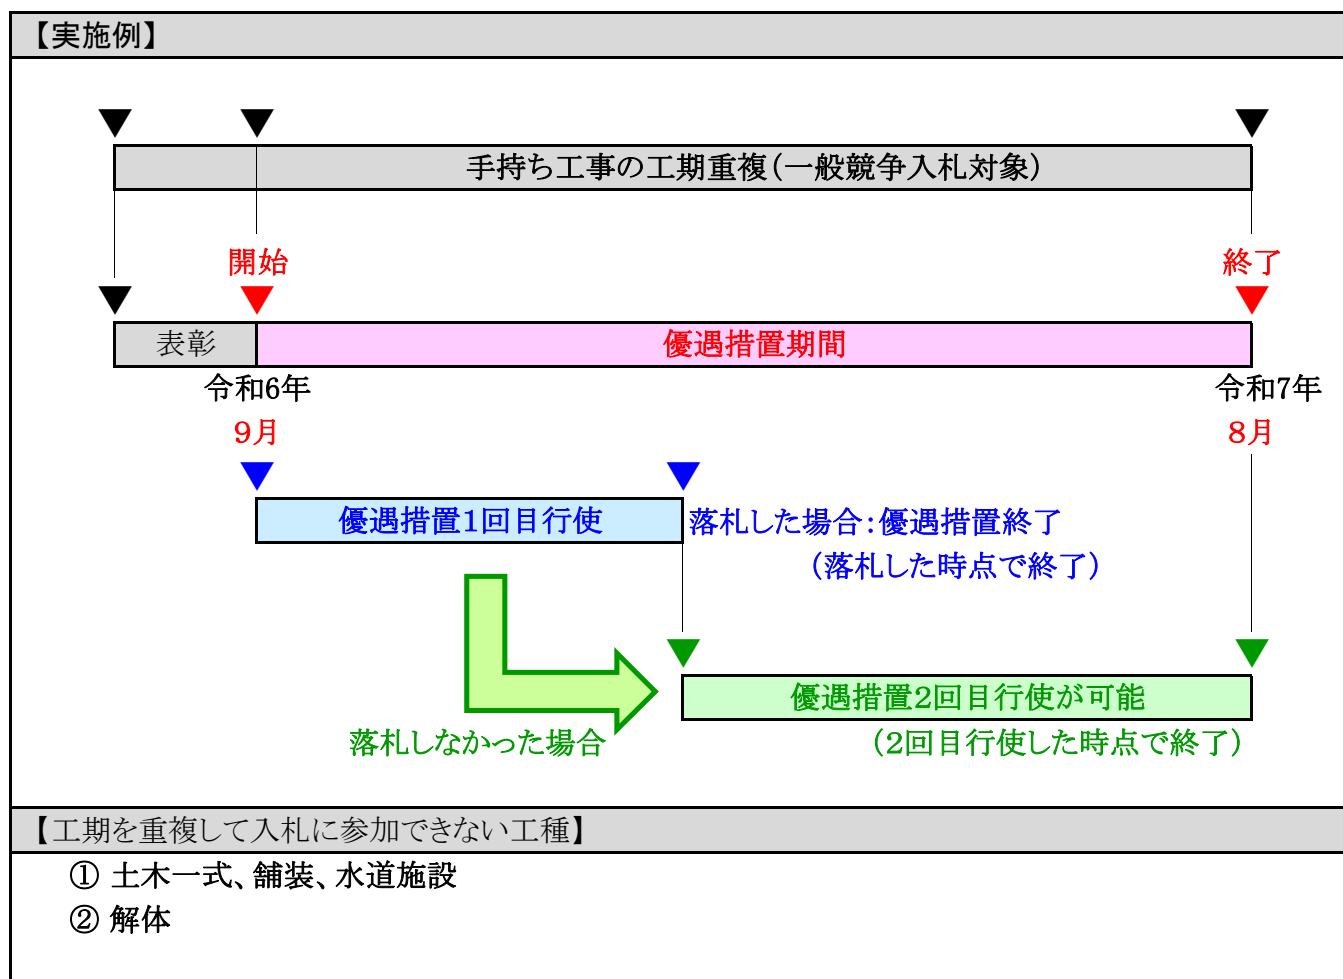 【実施例】
手持ち工事の工期重複（一般競争入札対象）
開始
終了
表彰
優遇措置期間
令和6年
令和7年
9月
8月
優遇措置1回目行使
落札した場合：優遇措置終了
（落札した時点で終了）
優遇措置2回目行使が可能
落札しなかった場合
（2回目行使した時点で終了）
【工期を重複して入札に参加できない工種】
① 土木一式、舗装、水道施設
② 解体